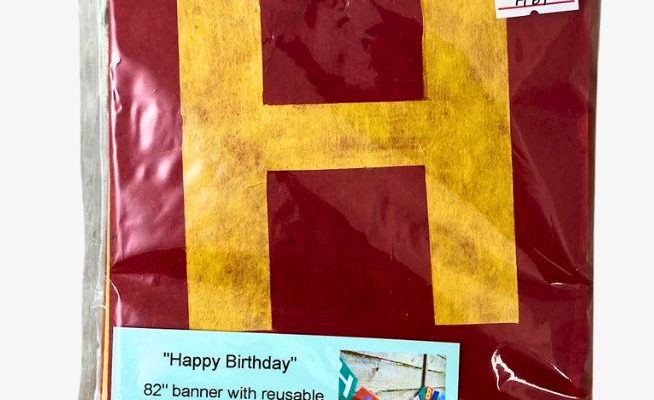 H
"Happy Birthday"
82" banner with reusable